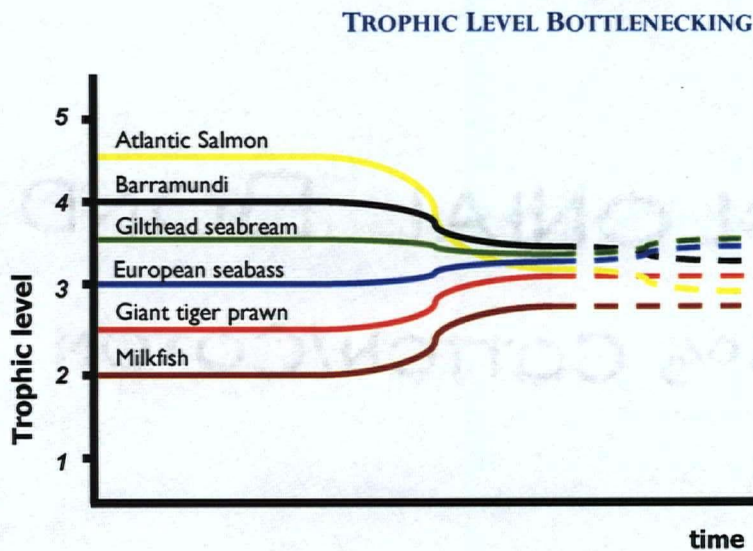 TROPHIC LEVEL BOTTLENECKING
5
Atlantic Salmon
Barramundi
4
Gilthead seabream
European seabass
3
Giant tiger prawn
Milkfish
2
1
Trophic level
time